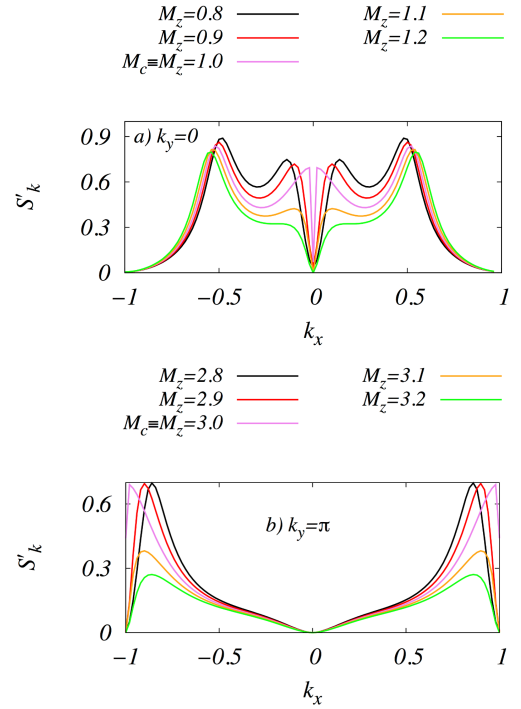 M_z=0.8 M_z=1.1
M_z=0.9 M_z=1.2
M_c≡M_z=1.0
a) k_y=0
S'_k
0.9
0.6
0.3
0
−1 −0.5 0 0.5 1
k_x
M_z=2.8 M_z=3.1
M_z=2.9 M_z=3.2
M_c≡M_z=3.0
b) k_y=π
S'_k
0.6
0.3
0
−1 −0.5 0 0.5 1
k_x